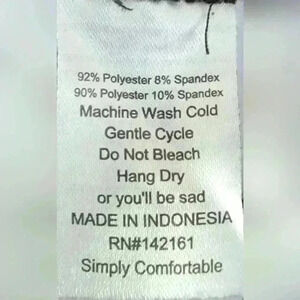 92% Polyester 8% Spandex
90% Polyester 10% Spandex
Machine Wash Cold
Gentle Cycle
Do Not Bleach
Hang Dry
or you'll be sad
MADE IN INDONESIA
RN#142161
Simply Comfortable